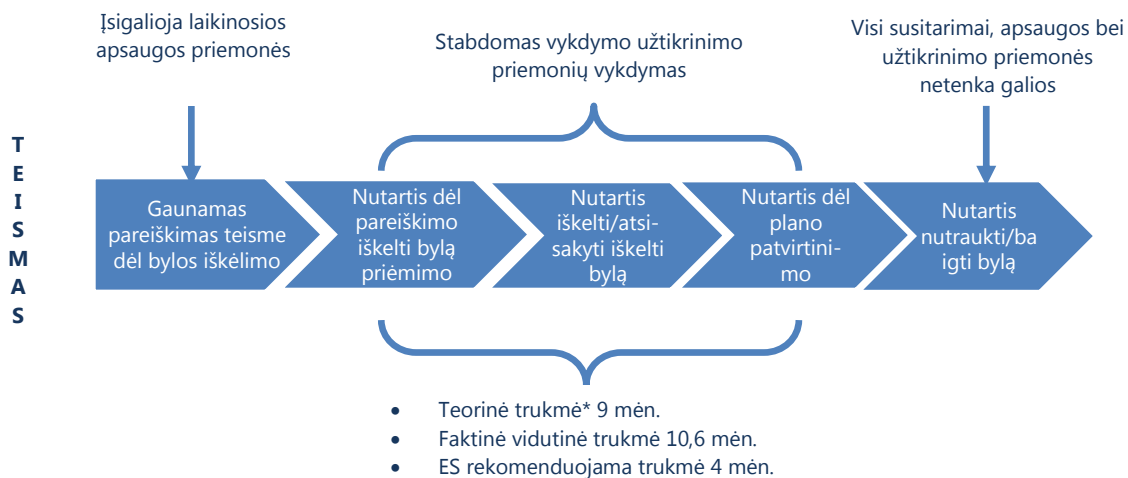 Įsigalioja laikinosios
apsaugos priemonės
Stabdomas vykdymo užtikrinimo
priemonių vykdymas
Visi susitarimai, apsaugos bei
užtikrinimo priemonės
netenka galios
T
E
I
S
M
A
S
Gaunamas
pareiškimas teisme
dėl bylos iškėlimo
Nutartis dėl
pareiškimo
iškelti bylą
priėmimo
Nutartis
iškelti/atsi-
sakyti iškelti
bylą
Nutartis dėl
plano
patvirtini-
mo
Nutartis
nutraukti/ba
igti bylą
• Teorinė trukmė* 9 mėn.
• Faktinė vidutinė trukmė 10,6 mėn.
• ES rekomenduojama trukmė 4 mėn.